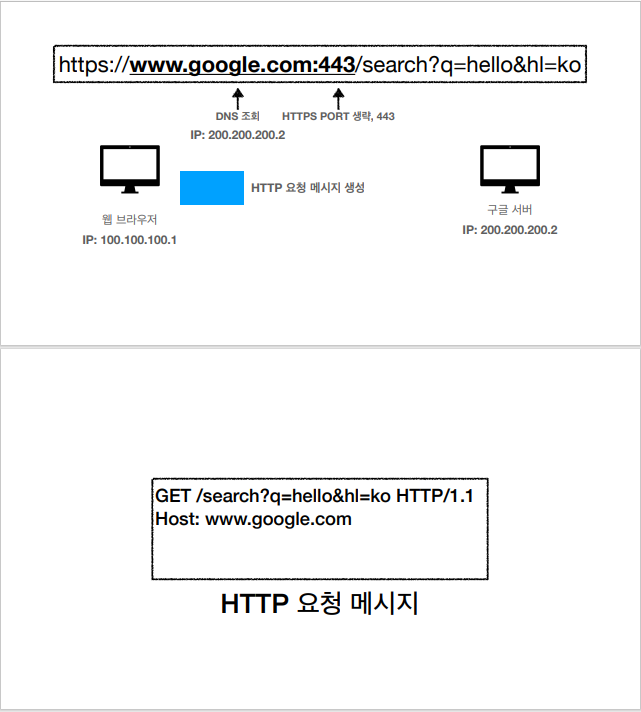 https://www.google.com:443/search?q=hello&hl=ko
DNS 조회 HTTPS PORT 생략, 443
IP: 200.200.200.2
HTTP 요청 메시지 생성
웹 브라우저
IP: 100.100.100.1
구글 서버
IP: 200.200.200.2
GET /search?q=hello&hl=ko HTTP/1.1
Host: www.google.com
HTTP 요청 메시지